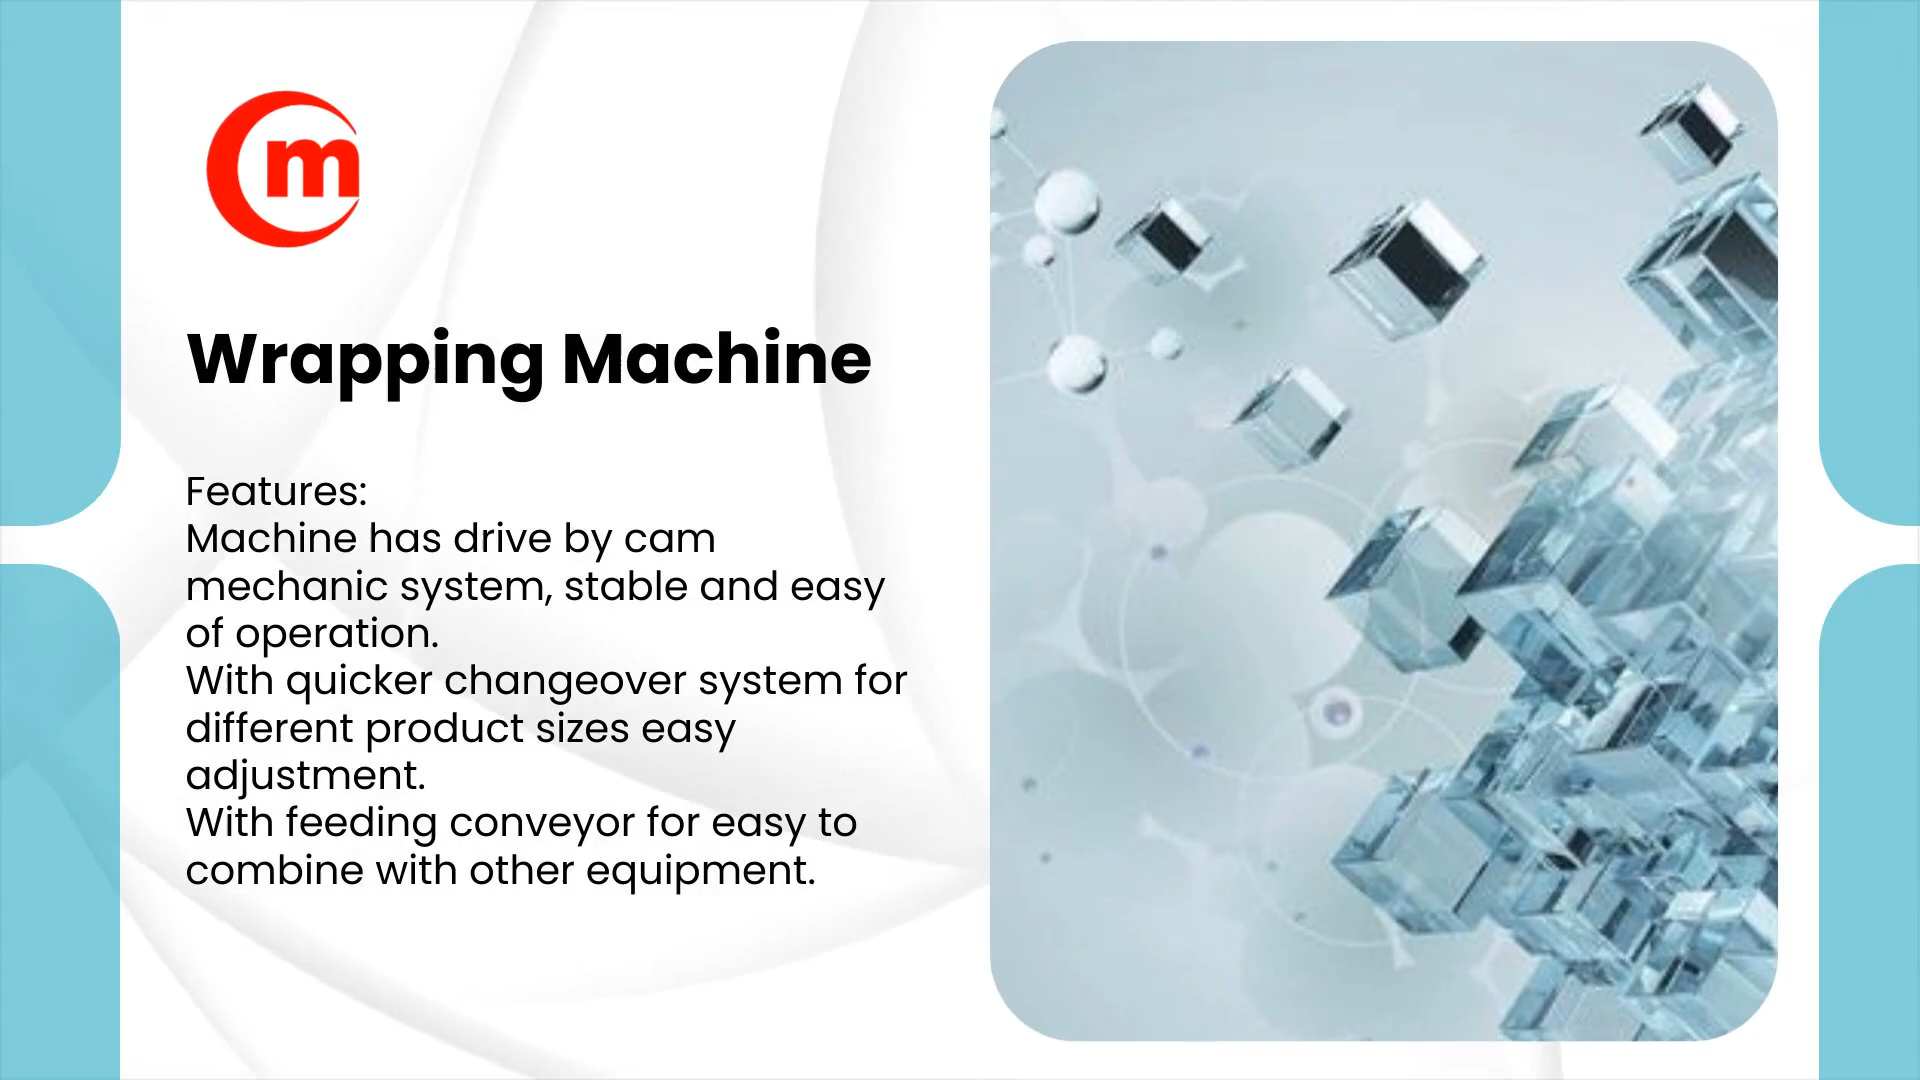 m
Wrapping Machine
Features:
Machine has drive by cam
mechanic system, stable and easy
of operation.
With quicker changeover system for
different product sizes easy
adjustment.
With feeding conveyor for easy to
combine with other equipment.